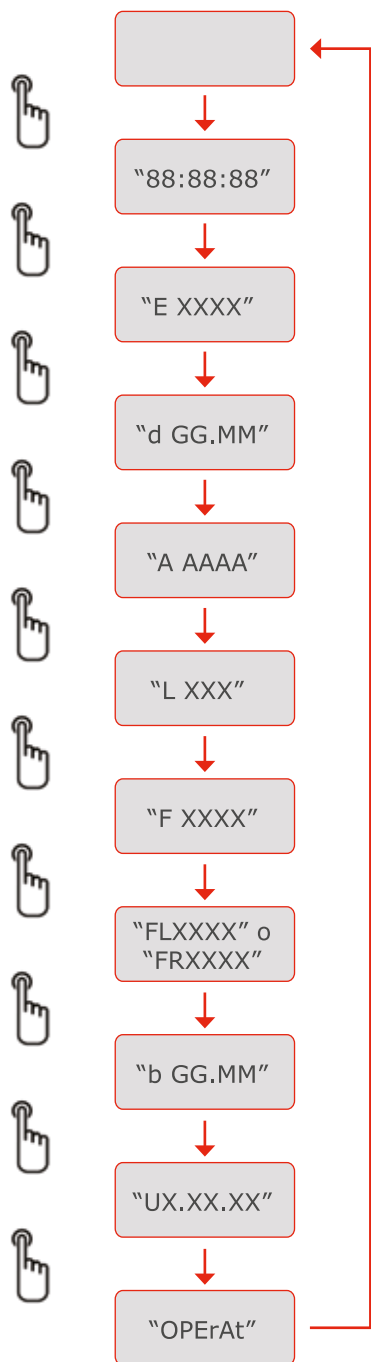 “88:88:88”
“E XXXX”
“d GG.MM”
“A AAAA”
“L XXX”
“F XXXX”
“FLXXXX” o
“FRXXXX”
“b GG.MM”
“UX.XX.XX”
“OPErAt”